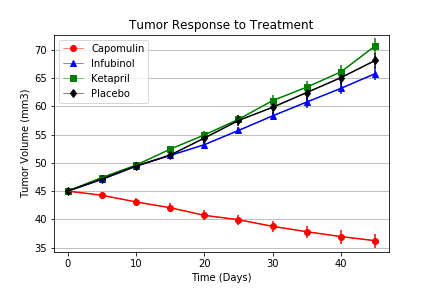 Tumor Response to Treatment
Capomulin
Infubinol
Ketapril
Placebo
Tumor Volume (mm3)
70
65
60
55
50
45
40
35
0
10
20
30
40
Time (Days)